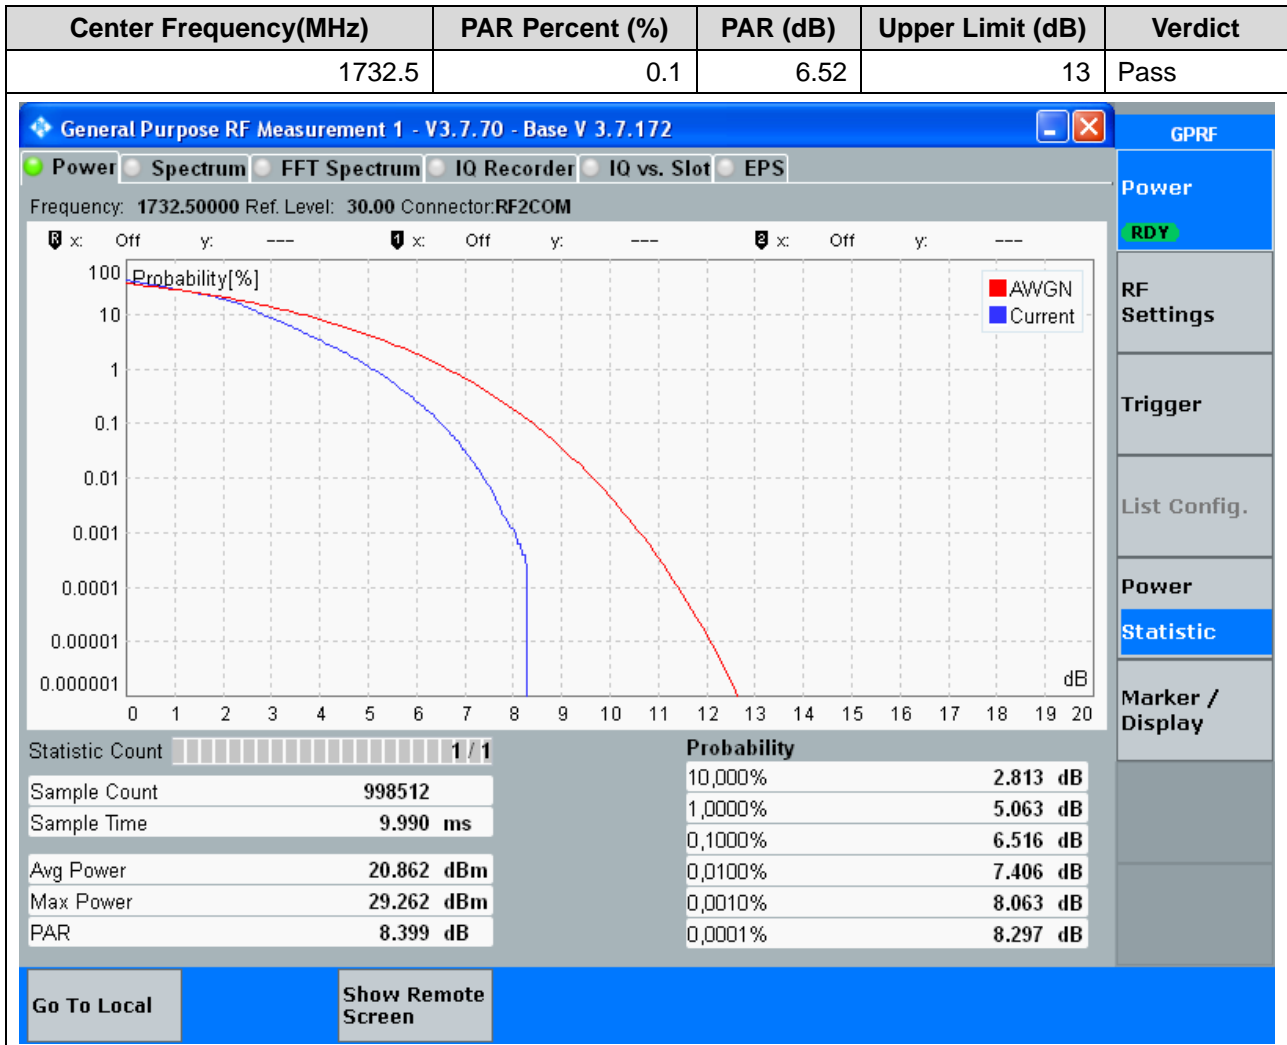 Center Frequency(MHz) PAR Percent (%) PAR (dB) Upper Limit (dB) Verdict
1732.5 0.1 6.52 13 Pass
General Purpose RF Measurement 1 - V3.7.70 - Base V 3.7.172
GPRF
Power Spectrum FFT Spectrum IQ Recorder IQ vs. Slot EPS
Frequency: 1732.50000 Ref. Level: 30.00 Connector:RF2COM
R x: Off y: --- 1 x: Off y: --- 2 x: Off y: ---
Probability[%]
100
10
1
0.1
0.01
0.001
0.0001
0.00001
0.000001
AWGN
Current
dB
0 1 2 3 4 5 6 7 8 9 10 11 12 13 14 15 16 17 18 19 20
Statistic Count 1 / 1
Sample Count 998512
Sample Time 9.990 ms
Avg Power 20.862 dBm
Max Power 29.262 dBm
PAR 8.399 dB
Probability
10,000% 2.813 dB
1,0000% 5.063 dB
0,1000% 6.516 dB
0,0100% 7.406 dB
0,0010% 8.063 dB
0,0001% 8.297 dB
Power
RDY
RF
Settings
Trigger
List Config.
Power
Statistic
Marker /
Display
Go To Local
Show Remote
Screen